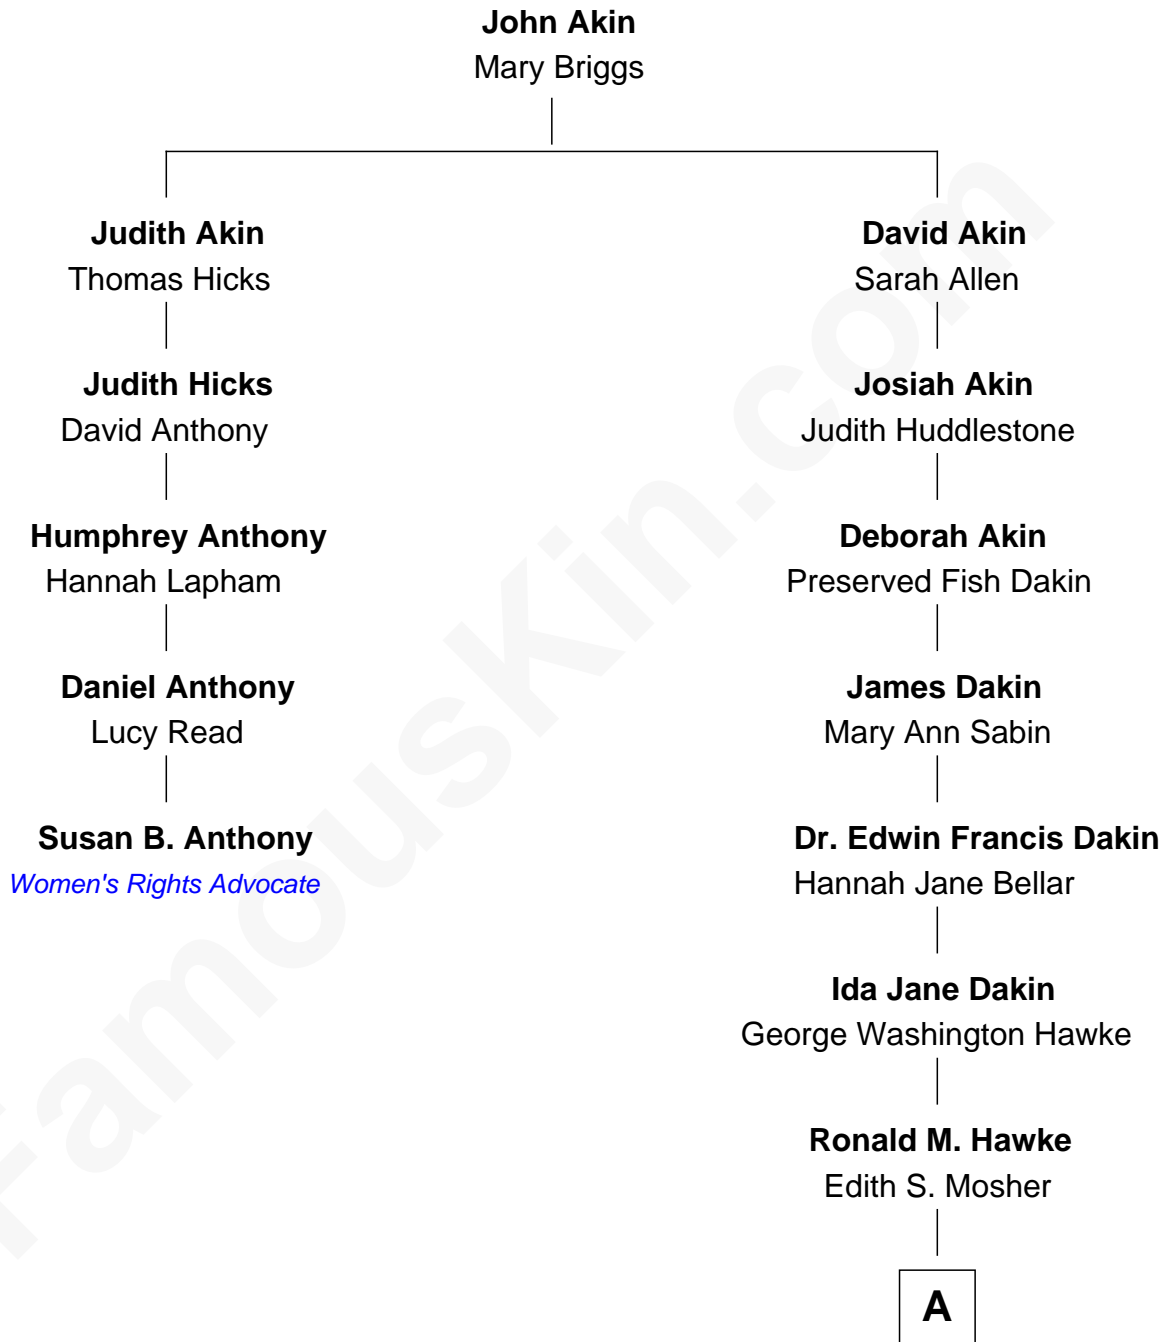 John Akin
Mary Briggs
Judith Akin
Thomas Hicks
David Akin
Sarah Allen
Judith Hicks
David Anthony
Josiah Akin
Judith Huddlestone
Humphrey Anthony
Hannah Lapham
Deborah Akin
Preserved Fish Dakin
Daniel Anthony
Lucy Read
James Dakin
Mary Ann Sabin
Susan B. Anthony
Women's Rights Advocate
Dr. Edwin Francis Dakin
Hannah Jane Bellar
Ida Jane Dakin
George Washington Hawke
Ronald M. Hawke
Edith S. Mosher
A
FamousKin.com